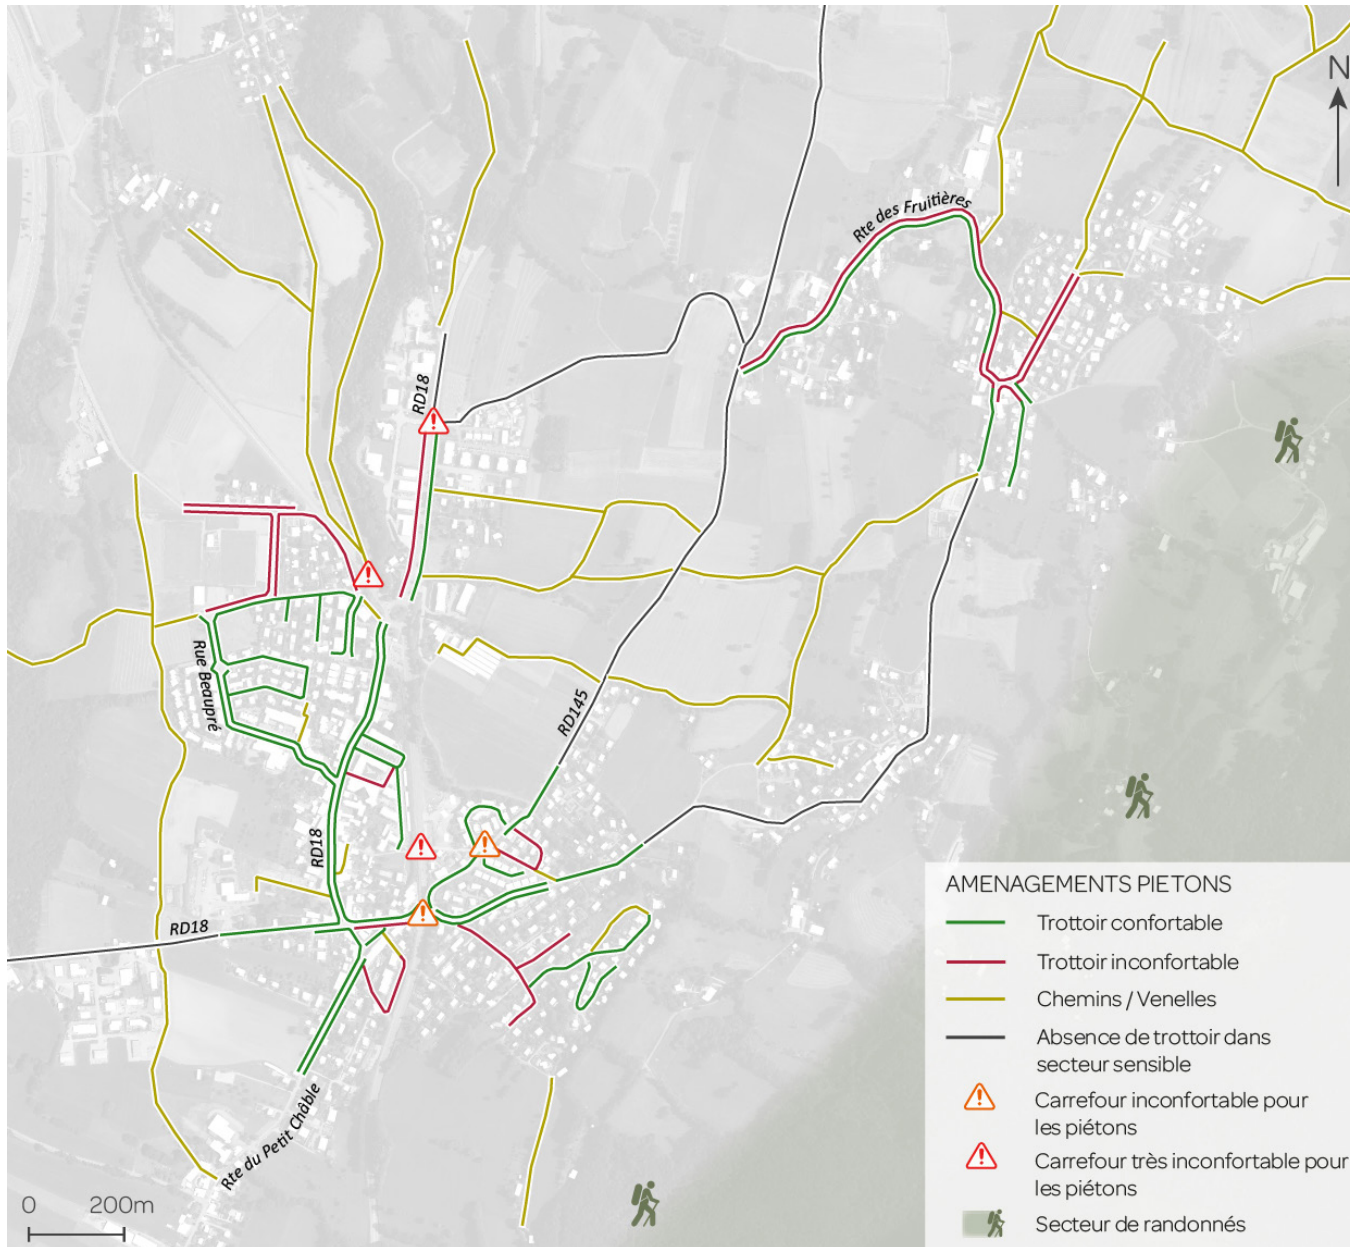 N
Rte des Fruitières
RD18
Rue Beaupré
RD145
RD18
RD18
Rte du Petit Châble
0 200m
AMENAGEMENTS PIETONS
Trottoir confortable
Trottoir inconfortable
Chemins / Venelles
Absence de trottoir dans
secteur sensible
Carrefour inconfortable pour
les piétons
Carrefour très inconfortable pour
les piétons
Secteur de randonnés